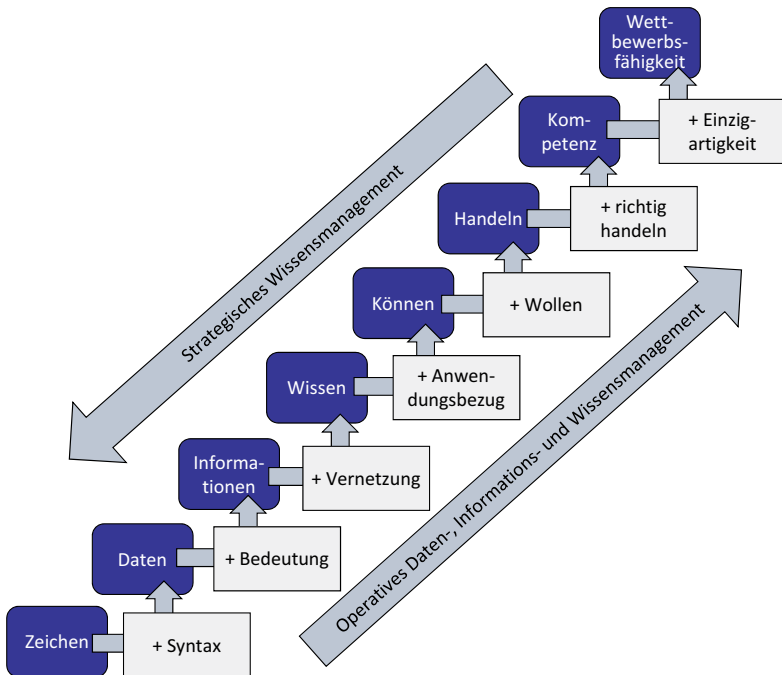 Wett-
bewerbs-
fähigkeit
Kom-
petenz
+ Einzig-
artigkeit
Handeln
+ richtig
handeln
Können
+ Wollen
Wissen
+ Anwen-
dungsbezug
Informa-
tionen
+ Vernetzung
Daten
+ Bedeutung
Zeichen
+ Syntax
Strategisches Wissensmanagement
Operatives Daten-, Informations- und Wissensmanagement